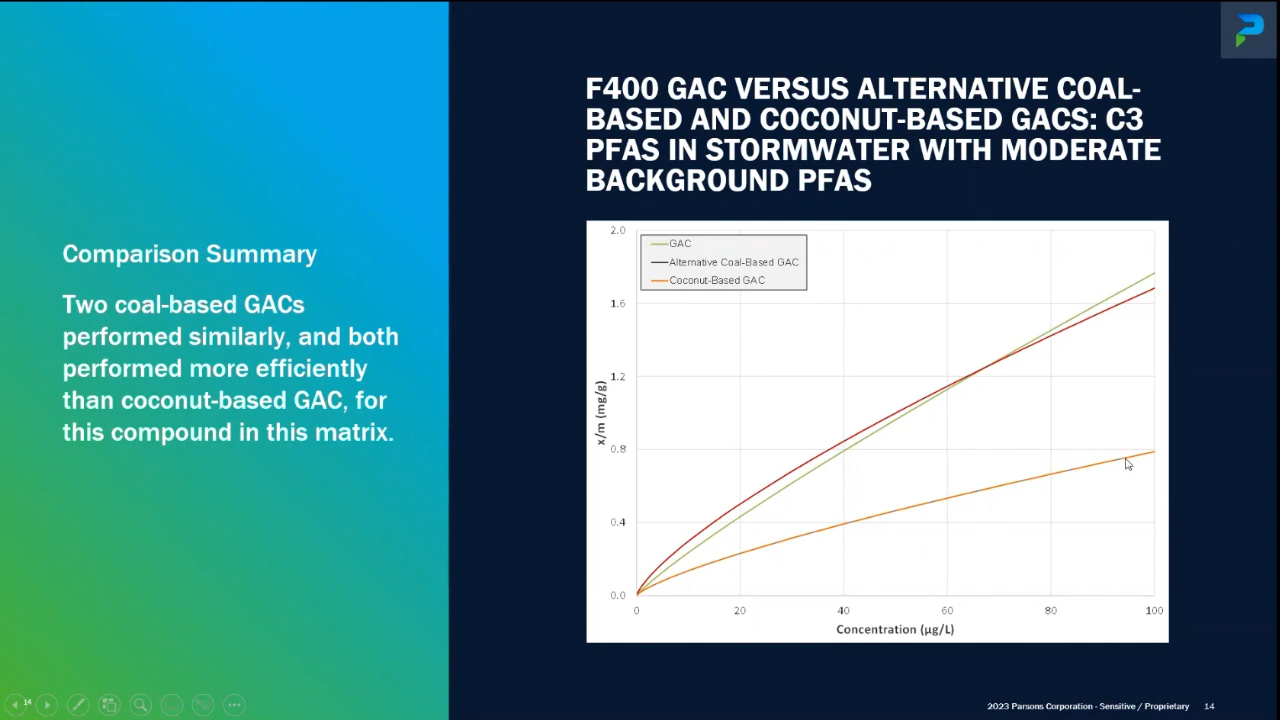 F400 GAC VERSUS ALTERNATIVE COAL-
BASED AND COCONUT-BASED GACS: C3
PFAS IN STORMWATER WITH MODERATE
BACKGROUND PFAS
Comparison Summary
Two coal-based GACs
performed similarly, and both
performed more efficiently
than coconut-based GAC, for
this compound in this matrix.
GAC
Alternative Coal-Based GAC
Coconut-Based GAC
x/m (mg/g)
2.0
1.6
1.2
0.8
0.4
0.0
0 20 40 60 80 100
Concentration (µg/L)
14
2023 Parsons Corporation - Sensitive / Proprietary 14